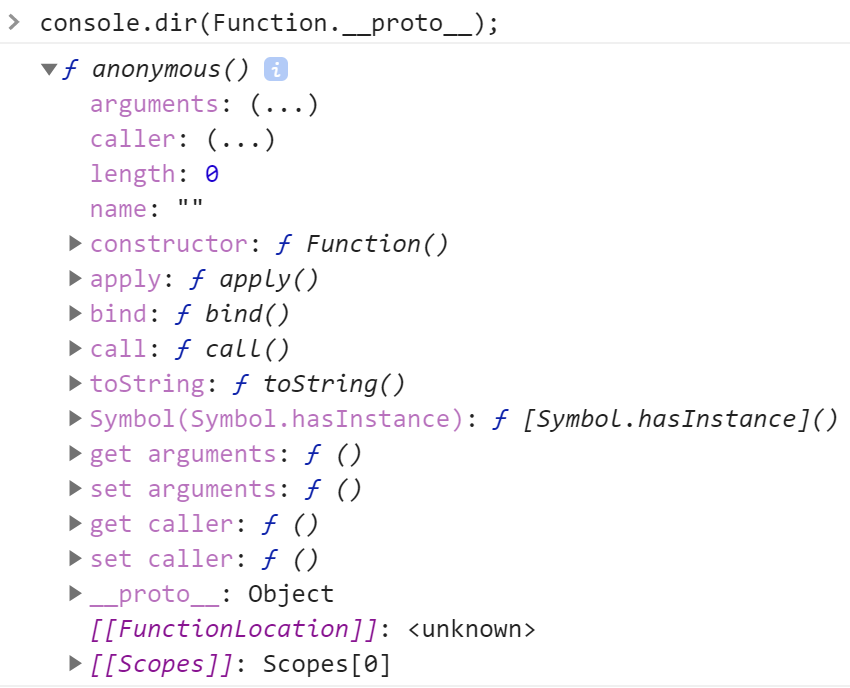 > console.dir(Function.__proto__);
▼ƒ anonymous() i
arguments: (...)
caller: (...)
length: 0
name: ""
▶constructor: ƒ Function()
▶apply: ƒ apply()
▶bind: ƒ bind()
▶call: ƒ call()
▶toString: ƒ toString()
▶Symbol(Symbol.hasInstance): ƒ [Symbol.hasInstance]()
▶get arguments: ƒ ()
▶set arguments: ƒ ()
▶get caller: ƒ ()
▶set caller: ƒ ()
▶__proto__: Object
[[FunctionLocation]]: <unknown>
▶[[Scopes]]: Scopes[0]